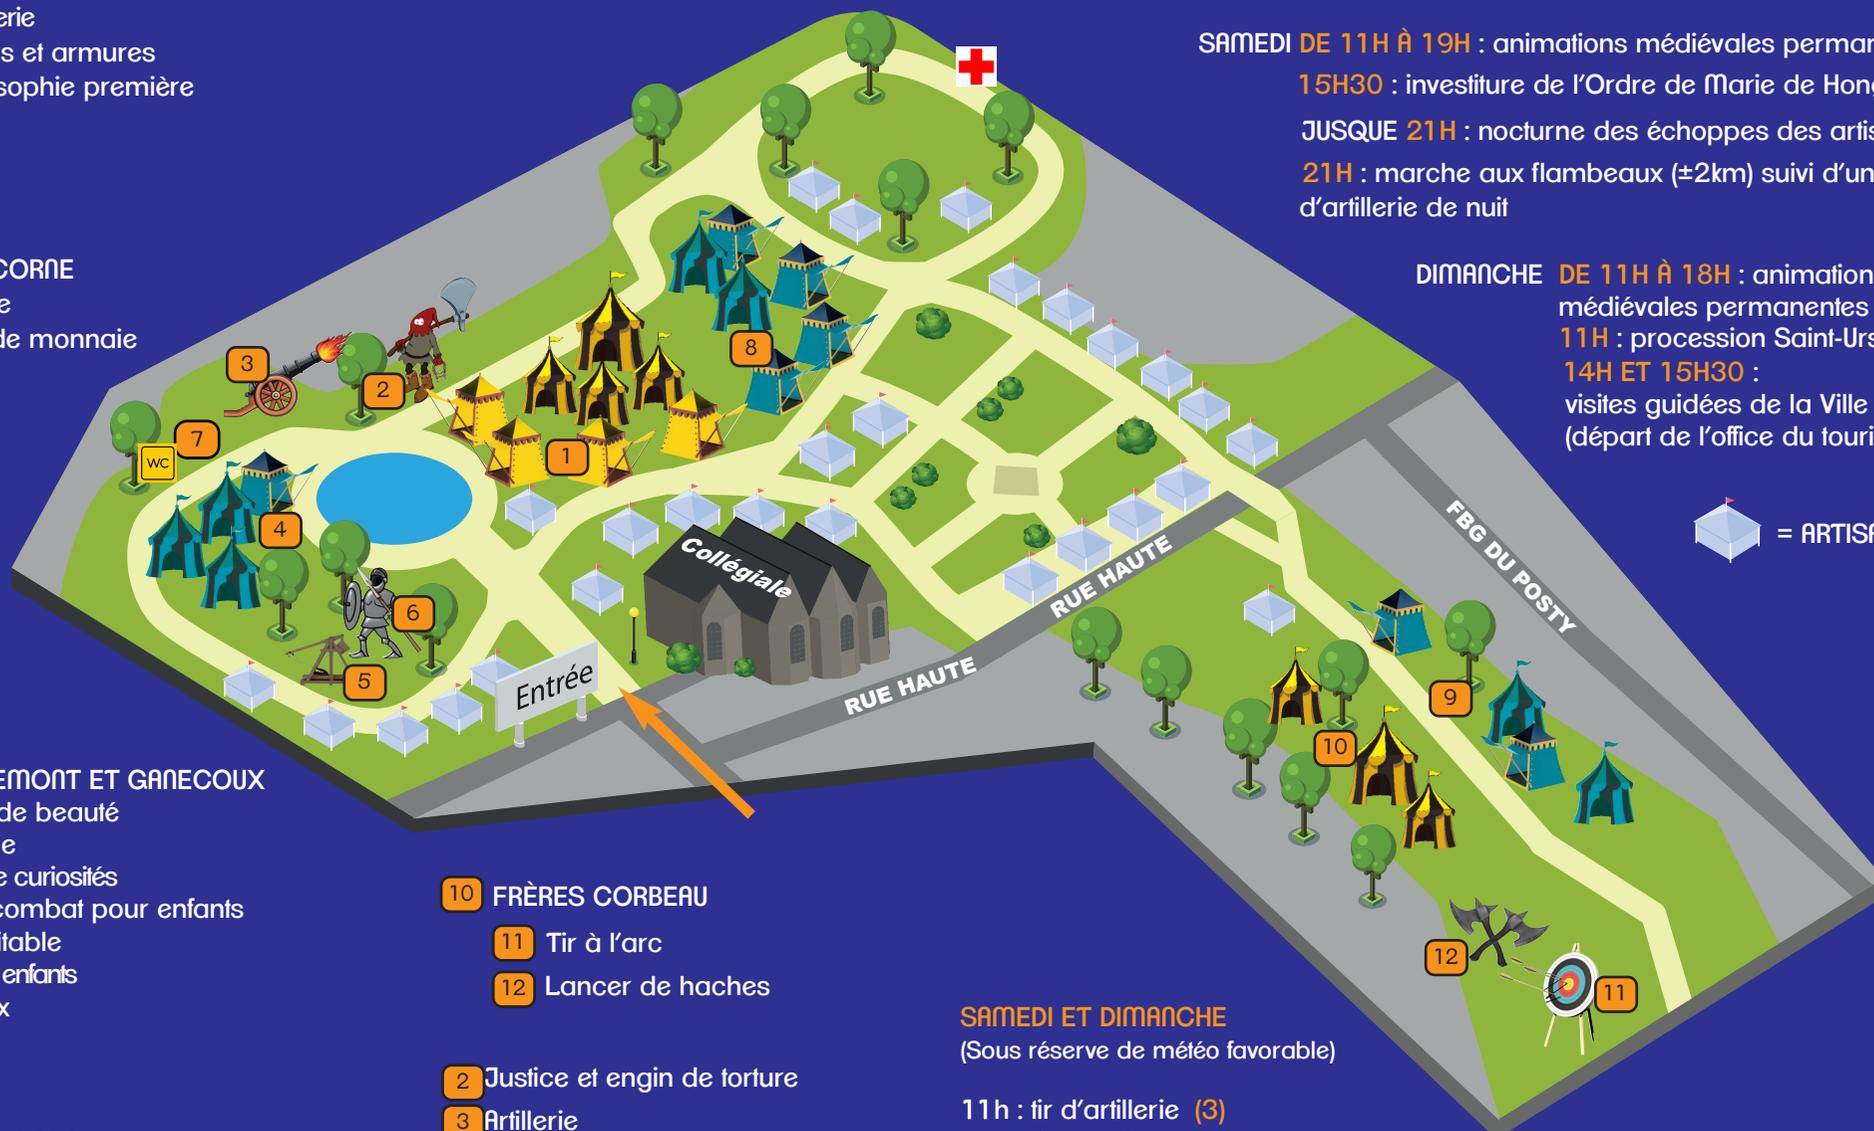 erie
s et armures
sophie première
CORNE
e
de monnaie
SAMEDI DE 11H À 19H : animations médiévales perman
15H30 : investiture de l'Ordre de Marie de Hong
JUSQUE 21H : nocturne des échoppes des artis
21H : marche aux flambeaux (±2km) suivi d'un
d'artillerie de nuit
DIMANCHE DE 11H À 18H : animation
médiévales permanentes
11H : procession Saint-Urs
14H ET 15H30 :
visites guidées de la Ville
(départ de l'office du touri
= ARTISA
3
2
7
WC
8
1
4
6
5
Collégiale
Entrée
RUE HAUTE
RUE HAUTE
FBG DU POSTY
9
10
12
11
EMONT ET GANECOUX
de beauté
e
e curiosités
combat pour enfants
itable
enfants
x
10 FRÈRES CORBEAU
11 Tir à l'arc
12 Lancer de haches
2 Justice et engin de torture
3 Artillerie
SAMEDI ET DIMANCHE
(Sous réserve de météo favorable)
11h : tir d'artillerie (3)